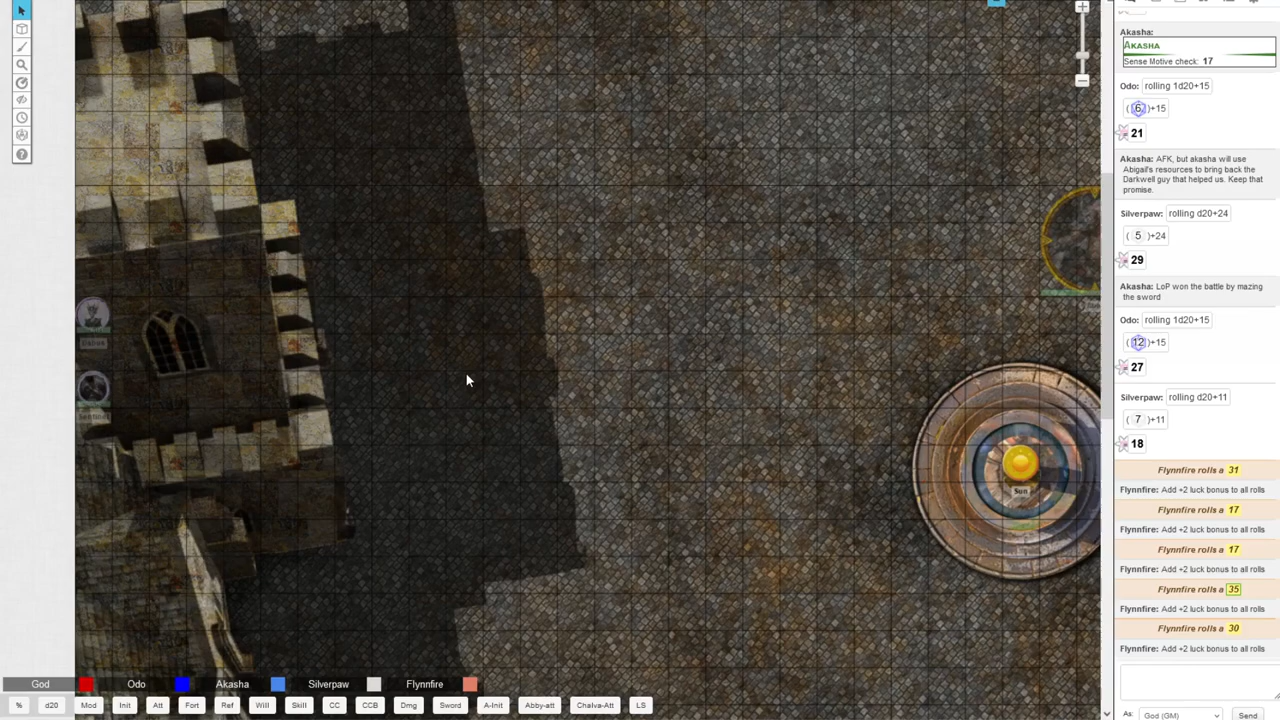 Akasha:
AKASHA
Sense Motive check: 17
Odo: rolling 1d20+15
(6)+15
21
Akasha: AFK, but akasha will use
Abigail's resources to bring back the
Darkwell guy that helped us. Keep that
promise.
Silverpaw: rolling d20+24
(5)+24
29
Akasha: LoP won the battle by mazing
the sword
Odo: rolling 1d20+15
(12)+15
27
Silverpaw: rolling d20+11
(7)+11
18
Flynnfire rolls a 31
Flynnfire: Add +2 luck bonus to all rolls
Flynnfire rolls a 17
Flynnfire: Add +2 luck bonus to all rolls
Flynnfire rolls a 17
Flynnfire: Add +2 luck bonus to all rolls
Flynnfire rolls a 35
Flynnfire: Add +2 luck bonus to all rolls
Flynnfire rolls a 30
Flynnfire: Add +2 luck bonus to all rolls
As: God (GM) Send
Sentinel
Sun
God Odo Akasha Silverpaw Flynnfire
% d20 Mod Init Att Fort Ref Will Skill CC CCB Dmg Sword A-Init Abby-att Chalva-Att LS